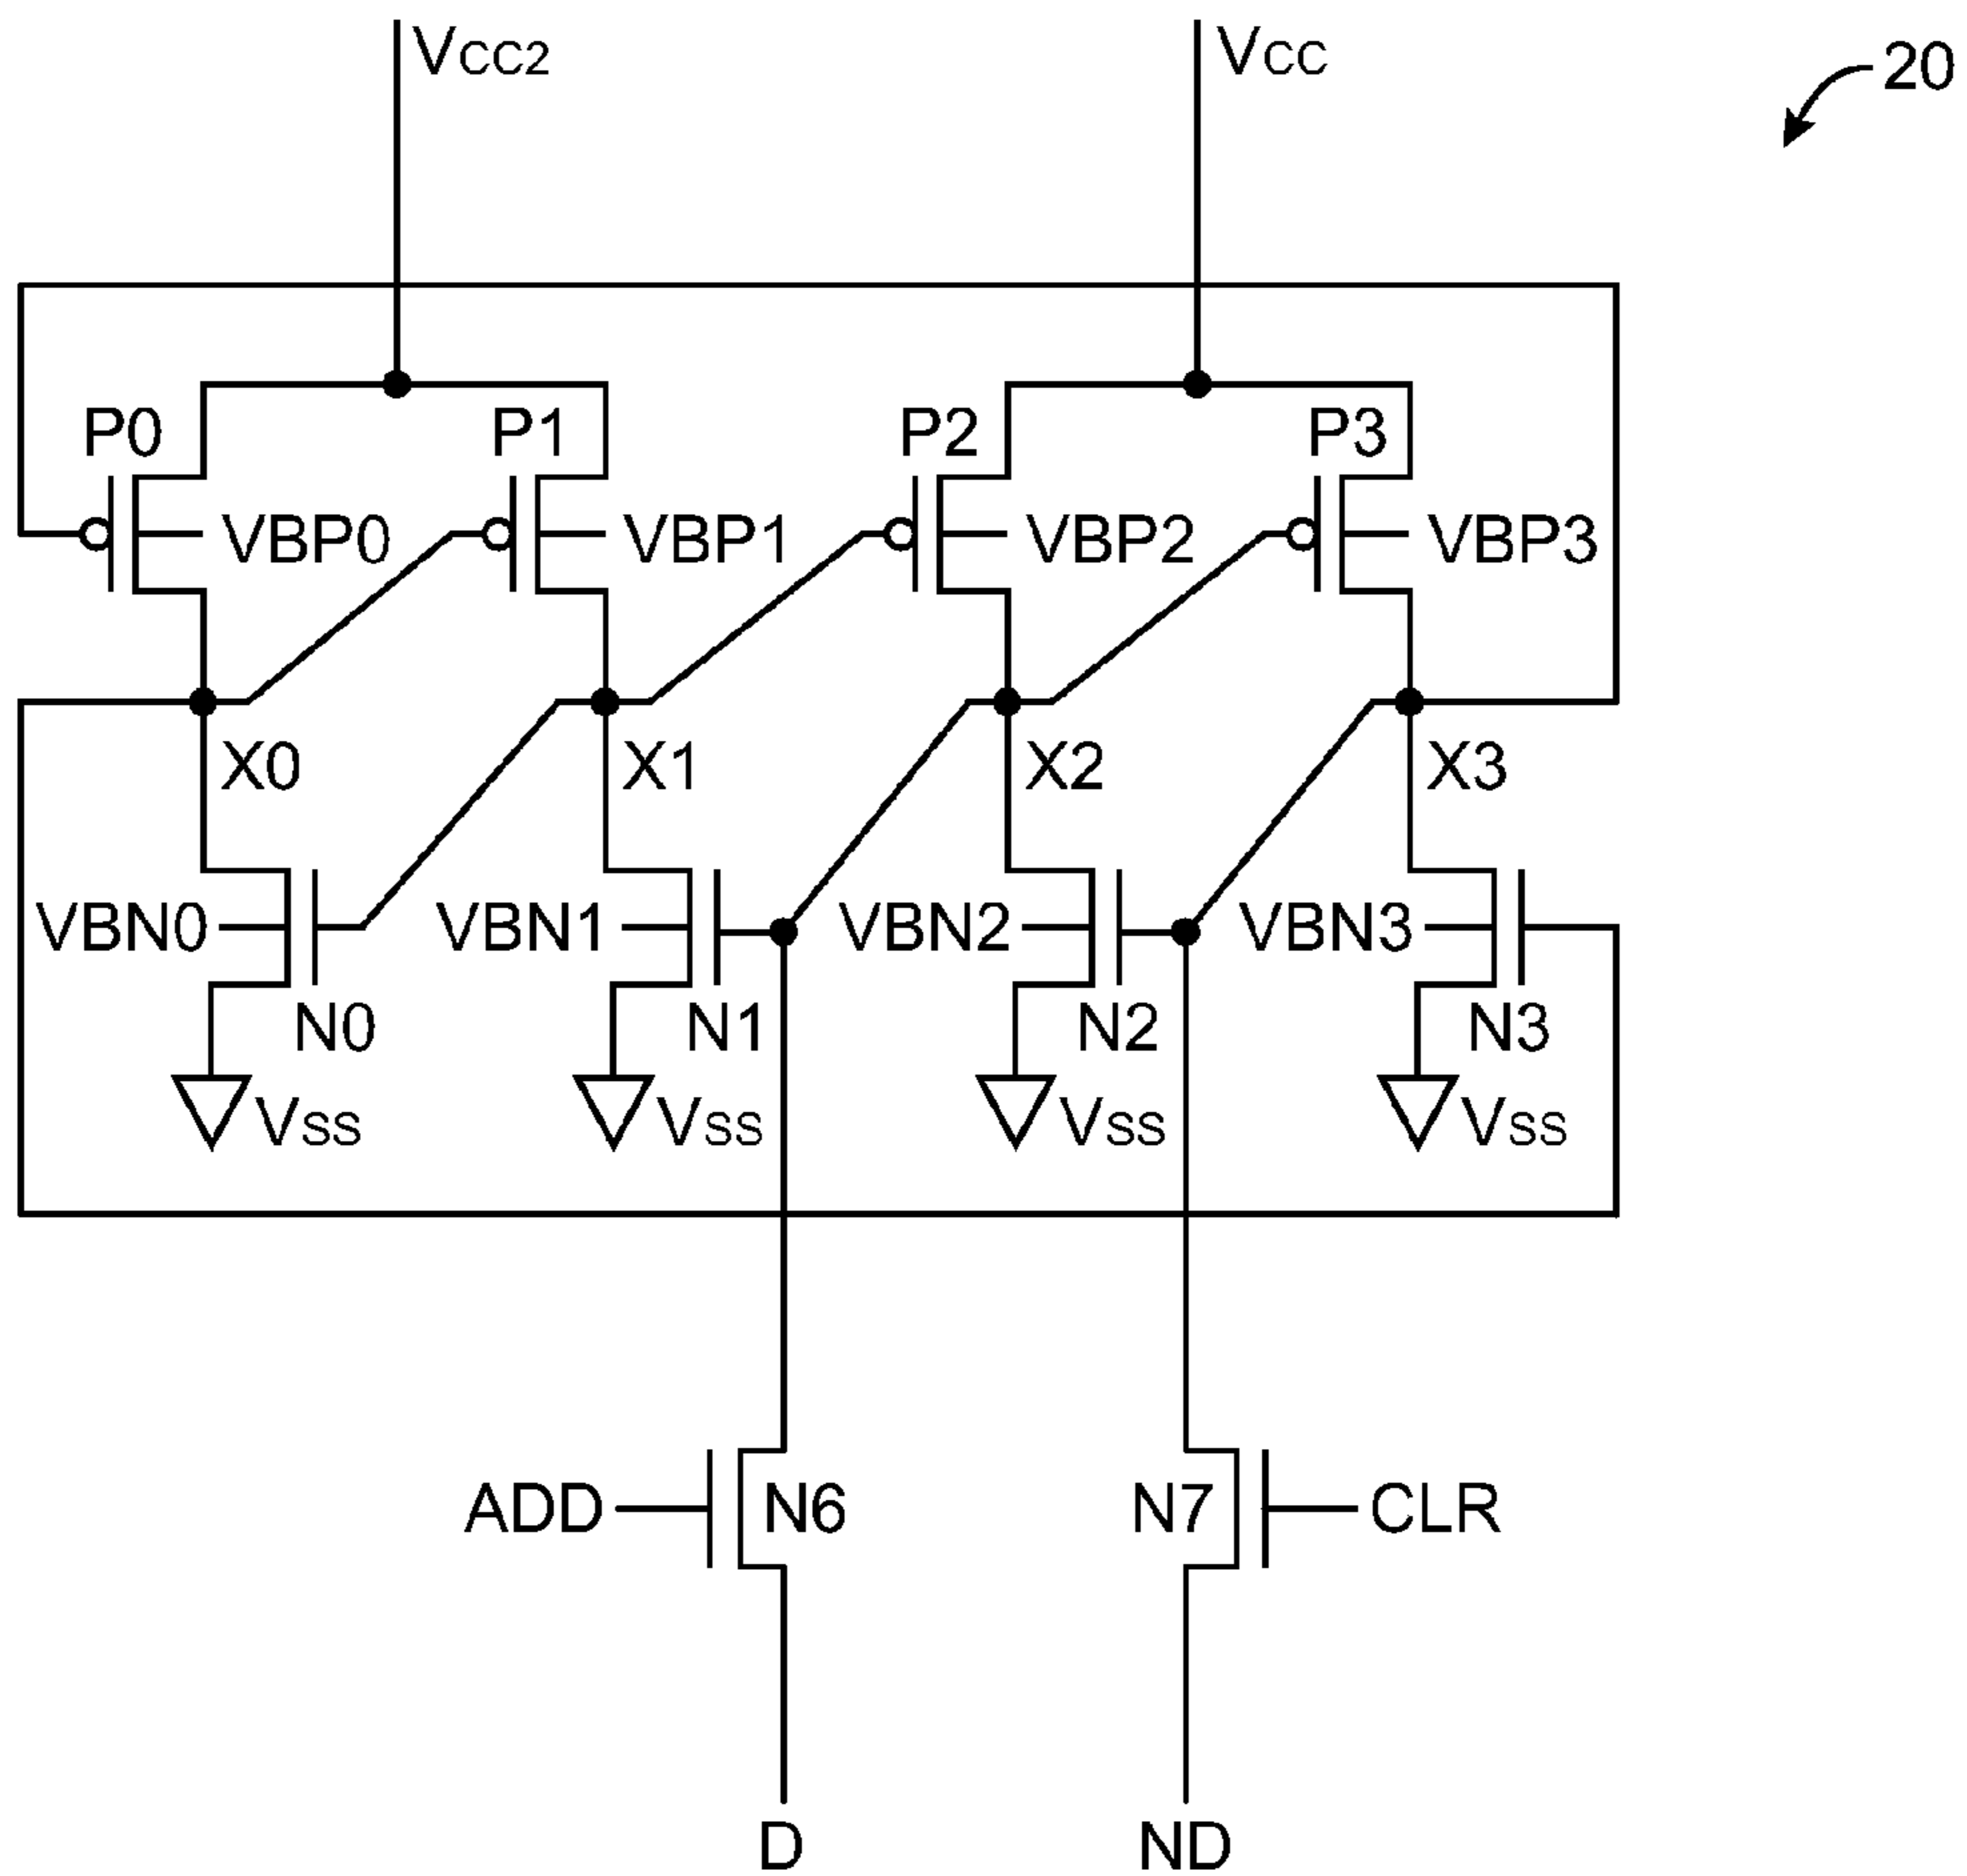 VCC2 VCC 20
P0 P1 P2 P3
VBP0 VBP1 VBP2 VBP3
X0 X1 X2 X3
VBN0 VBN1 VBN2 VBN3
N0 N1 N2 N3
VSS VSS VSS VSS
ADD N6 N7 CLR
D ND